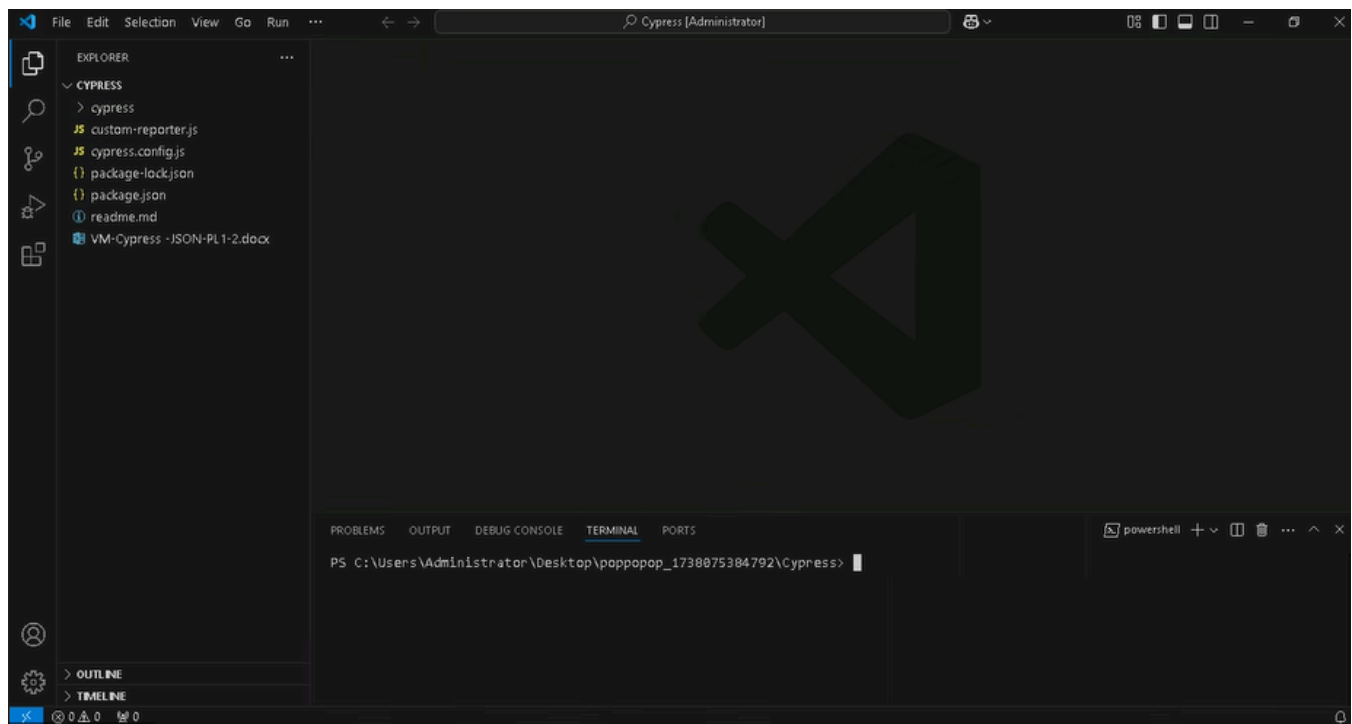 File Edit Selection View Go Run ···
Cypress [Administrator]
EXPLORER ···
CYPRESS
cypress
JS custom-reporter.js
JS cypress.config.js
{} package-lock.json
{} package.json
readme.md
VM-Cypress -JSON-PL1-2.docx
PROBLEMS OUTPUT DEBUG CONSOLE TERMINAL PORTS
powershell
PS C:\Users\Administrator\Desktop\poppopop_1738075384792\Cypress>
OUTLINE
TIMELINE
0 0 0